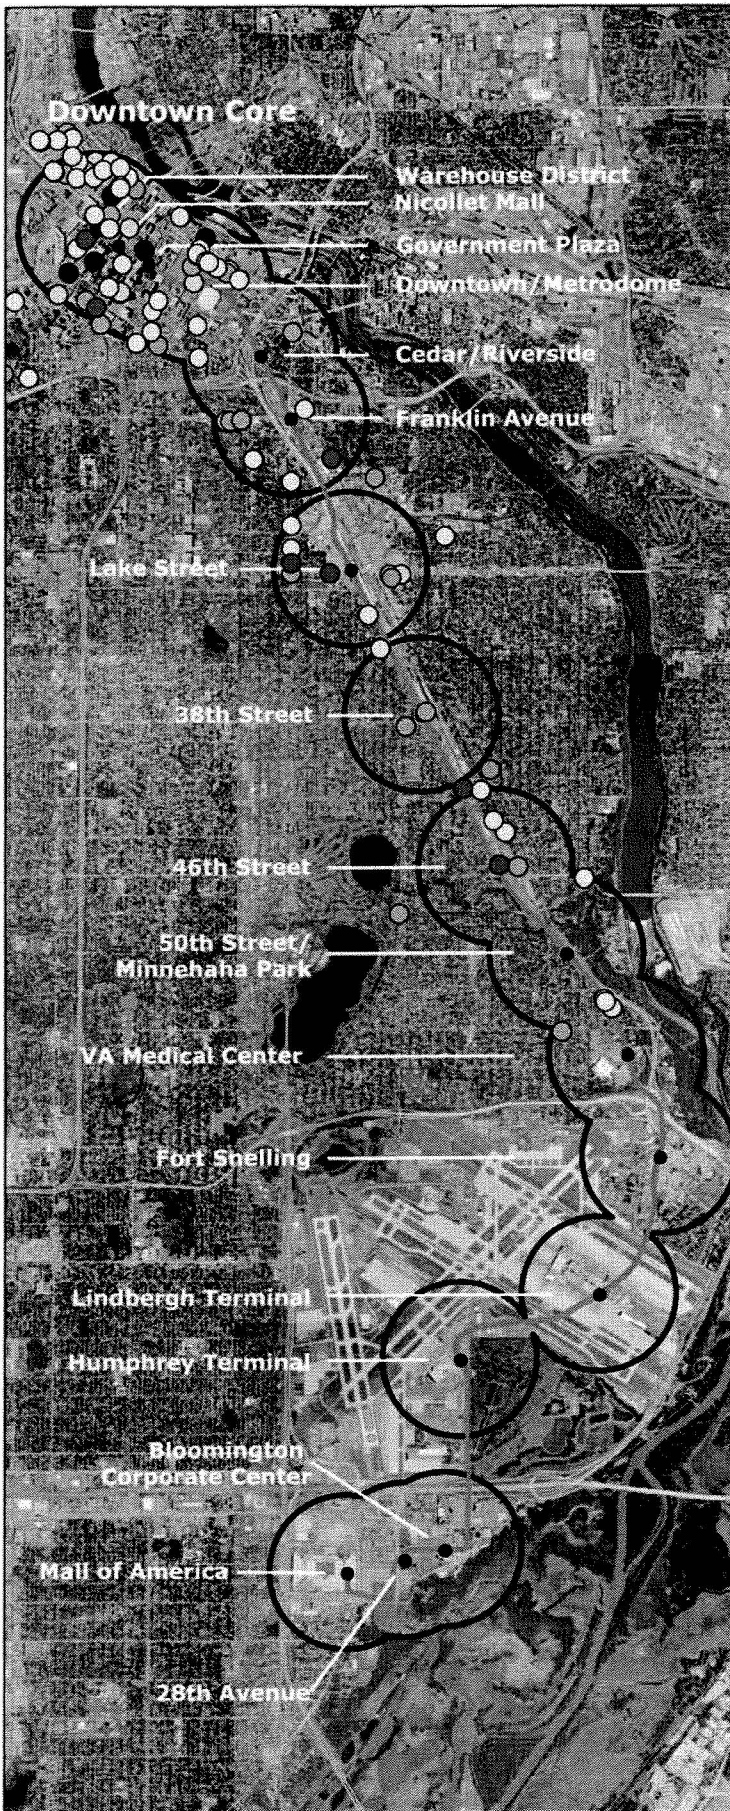 Downtown Core
Warehouse District
Nicollet Mall
Government Plaza
Downtown/Metrodome
Cedar/Riverside
Franklin Avenue
Lake Street
38th Street
46th Street
50th Street/
Minnehaha Park
VA Medical Center
Fort Snelling
Lindbergh Terminal
Humphrey Terminal
Bloomington
Corporate Center
Mall of America
28th Avenue